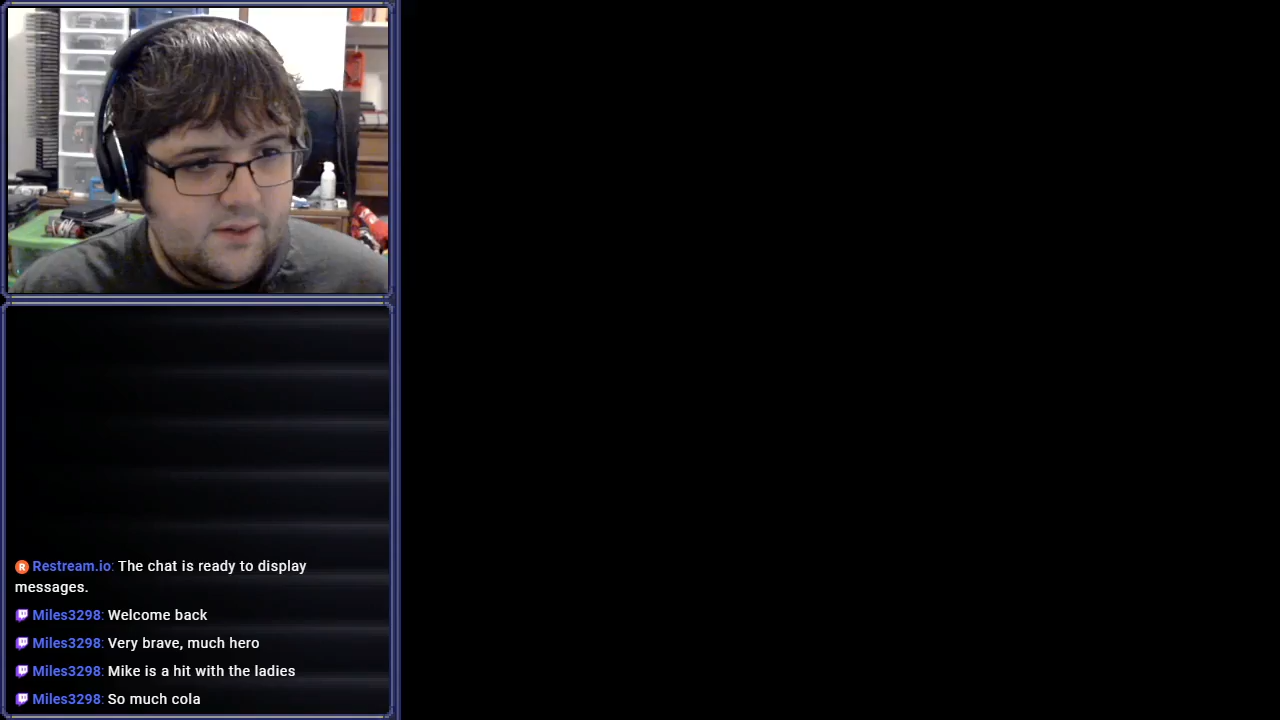 Restream.io: The chat is ready to display
messages.
Miles3298: Welcome back
Miles3298: Very brave, much hero
Miles3298: Mike is a hit with the ladies
Miles3298: So much cola